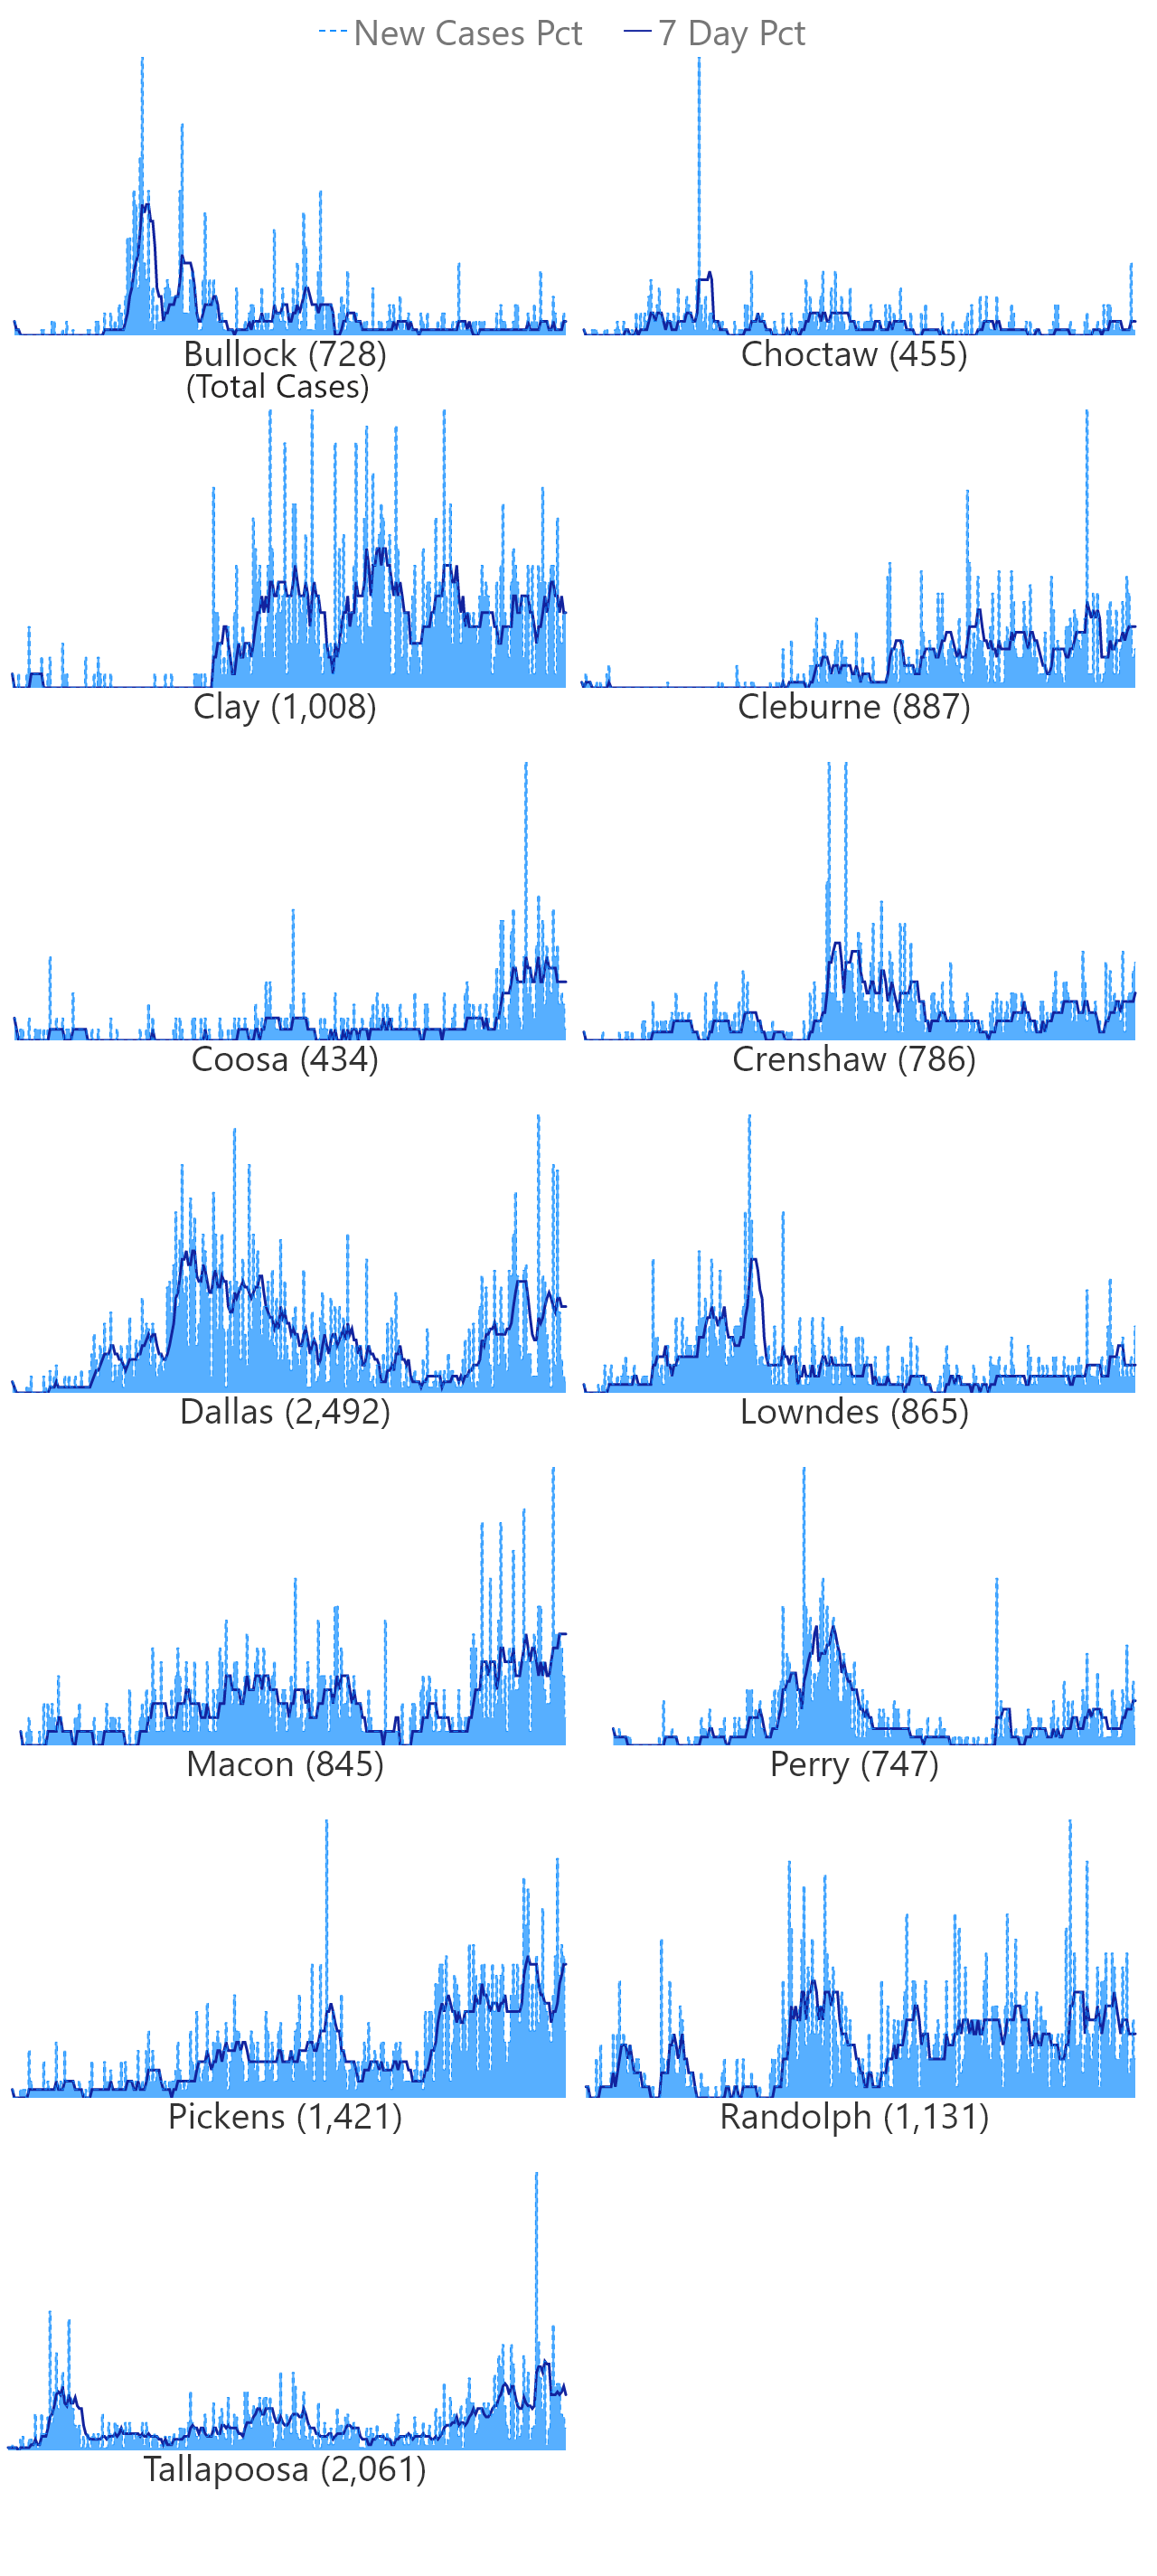 New Cases Pct 7 Day Pct
Bullock (728)
(Total Cases)
Choctaw (455)
Clay (1,008)
Cleburne (887)
Coosa (434)
Crenshaw (786)
Dallas (2,492)
Lowndes (865)
Macon (845)
Perry (747)
Pickens (1,421)
Randolph (1,131)
Tallapoosa (2,061)